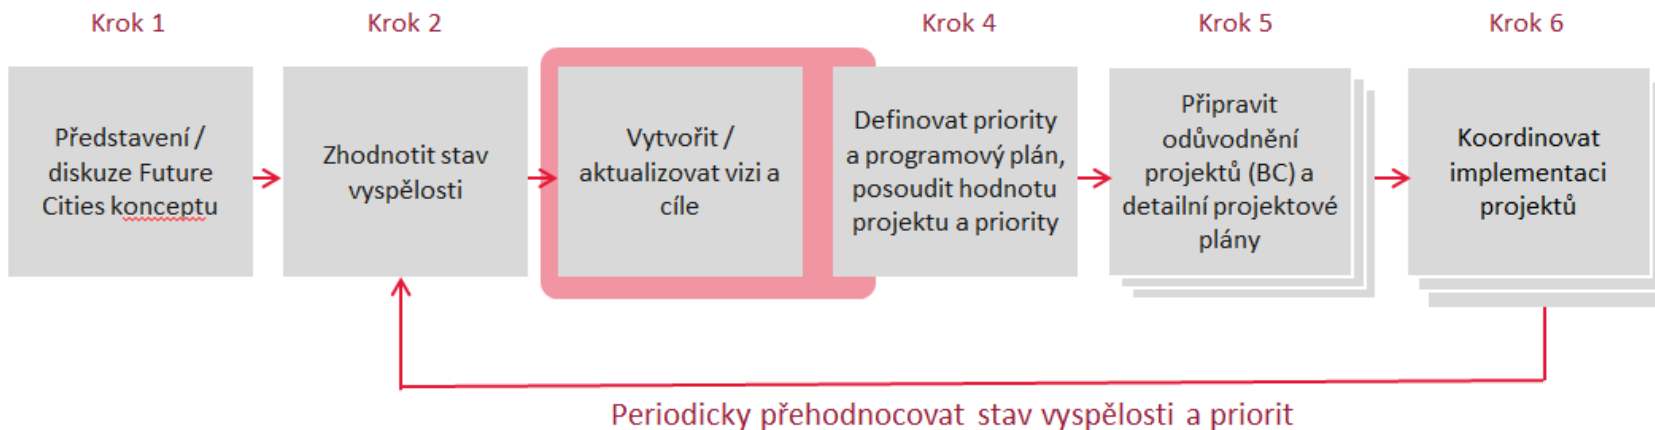 Krok 1
Krok 2
Krok 4
Krok 5
Krok 6
Představení /
diskuze Future
Cities konceptu
Zhodnotit stav
vyspělosti
Vytvořit /
aktualizovat vizi a
cíle
Definovat priority
a programový plán,
posoudit hodnotu
projektu a priority
Připravit
odůvodnění
projektů (BC) a
detailní projektové
plány
Koordinovat
implementaci
projektů
Periodicky přehodnocovat stav vyspělosti a priorit